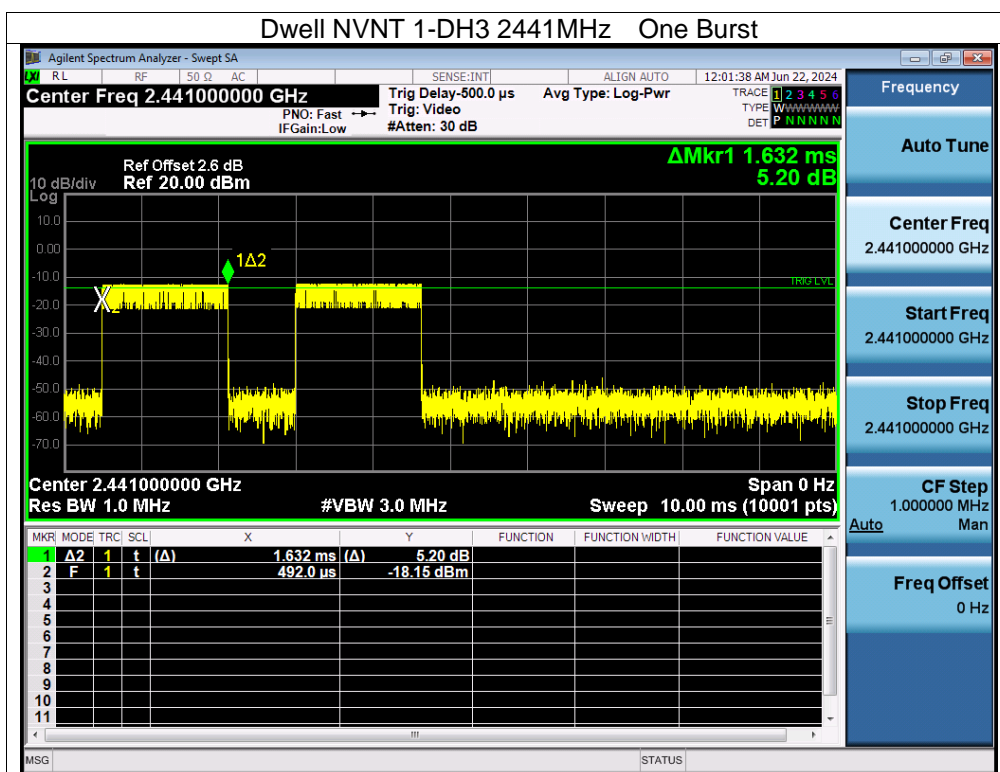 Dwell NVNT 1-DH3 2441MHz One Burst
Agilent Spectrum Analyzer - Swept SA
LXI RL RF 50 Ω AC SENSE:INT ALIGN AUTO 12:01:38 AM Jun 22, 2024
Center Freq 2.441000000 GHz
PNO: Fast
IFGain:Low
Trig Delay-500.0 µs
Trig: Video
#Atten: 30 dB
Avg Type: Log-Pwr
TRACE 1 2 3 4 5 6
TYPE WWWWWW
DET P N N N N N
ΔMkr1 1.632 ms
5.20 dB
Ref Offset 2.6 dB
10 dB/div Ref 20.00 dBm
Log
10.0
0.00
-10.0
-20.0
-30.0
-40.0
-50.0
-60.0
-70.0
1Δ2
TRIG LVL
X2
Center 2.441000000 GHz Span 0 Hz
Res BW 1.0 MHz #VBW 3.0 MHz Sweep 10.00 ms (10001 pts)
MKR MODE TRC SCL X Y FUNCTION FUNCTION WIDTH FUNCTION VALUE
1 Δ2 1 t (Δ) 1.632 ms (Δ) 5.20 dB
2 F 1 t 492.0 µs -18.15 dBm
3
4
5
6
7
8
9
10
11
MSG STATUS
Frequency
Auto Tune
Center Freq
2.441000000 GHz
Start Freq
2.441000000 GHz
Stop Freq
2.441000000 GHz
CF Step
1.000000 MHz
Auto Man
Freq Offset
0 Hz